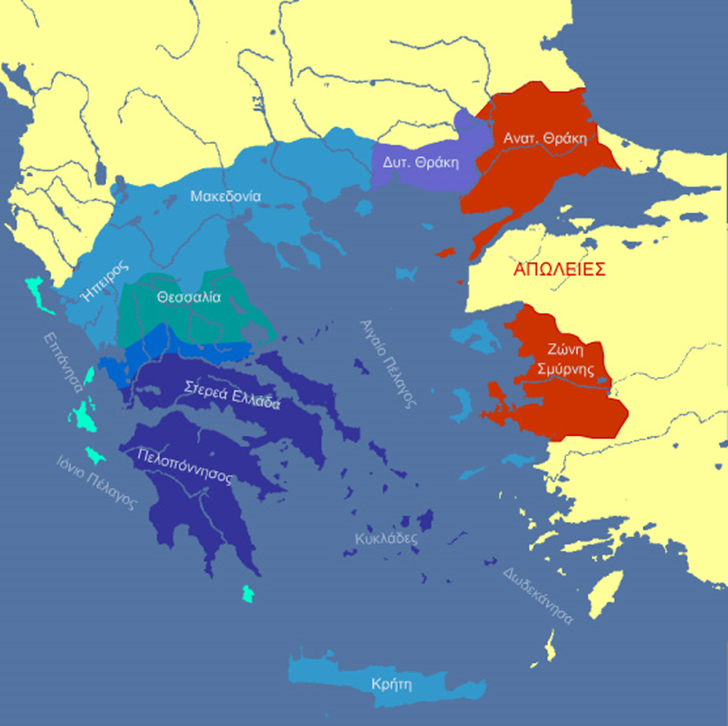 Ανατ. Θράκη
Δυτ. Θράκη
Μακεδονία
ΑΠΩΛΕΙΕΣ
Ήπειρος
Θεσσαλία
Επτάνησα
Αιγαίο Πέλαγος
Ζώνη
Σμύρνης
Στερεά Ελλάδα
Πελοπόννησος
Ιόνιο Πέλαγος
Κυκλάδες
Δωδεκάνησα
Κρήτη